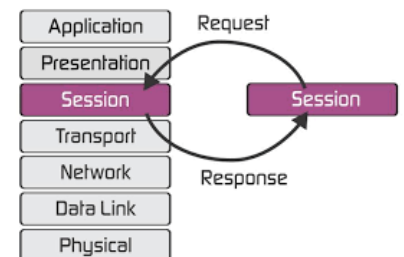 Application
Request
Presentation
Session
Session
Transport
Network
Response
Data Link
Physical